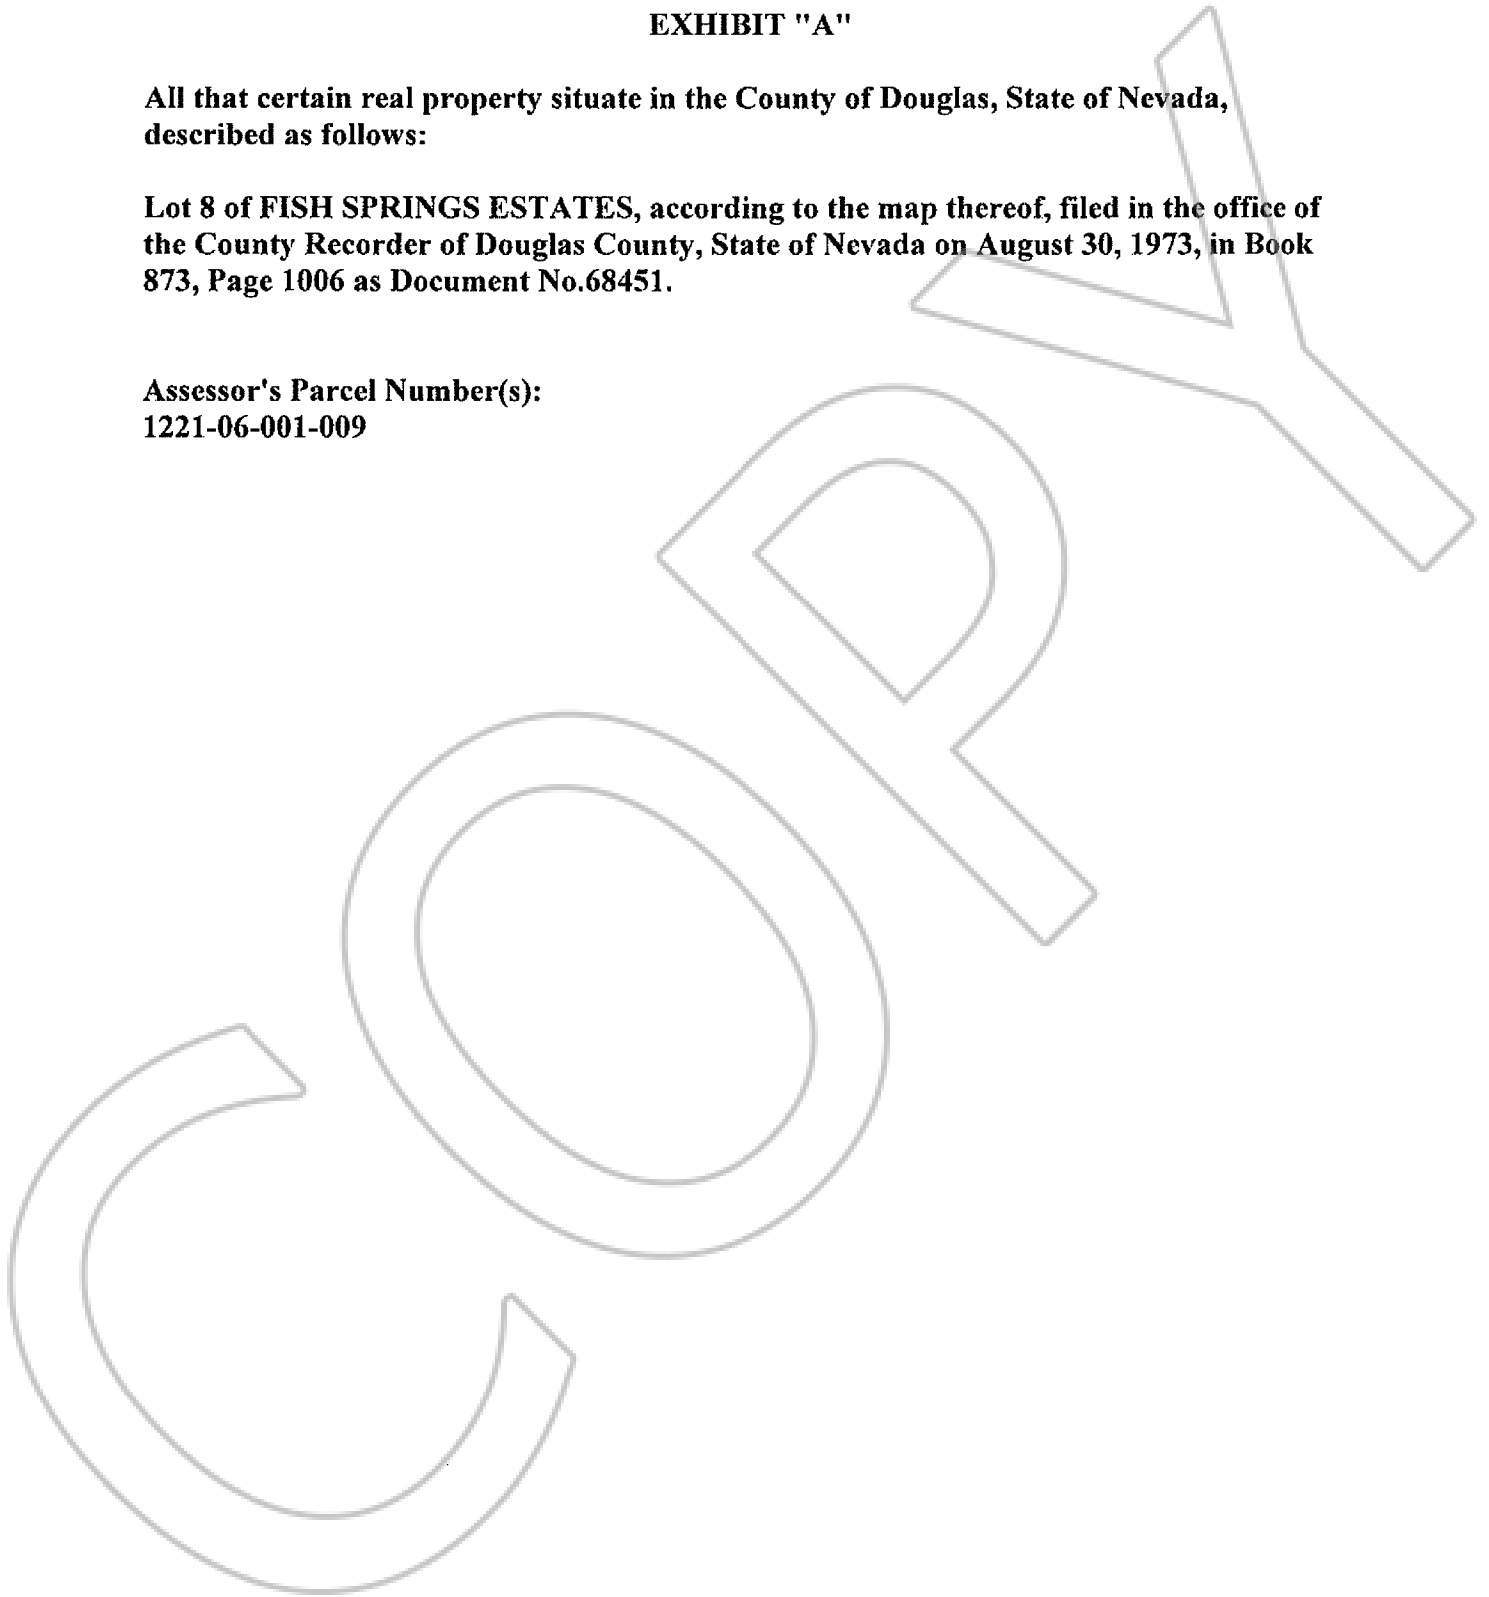 EXHIBIT "A"
All that certain real property situate in the County of Douglas, State of Nevada,
described as follows:
Lot 8 of FISH SPRINGS ESTATES, according to the map thereof, filed in the office of
the County Recorder of Douglas County, State of Nevada on August 30, 1973, in Book
873, Page 1006 as Document No.68451.
Assessor's Parcel Number(s):
1221-06-001-009
COPY